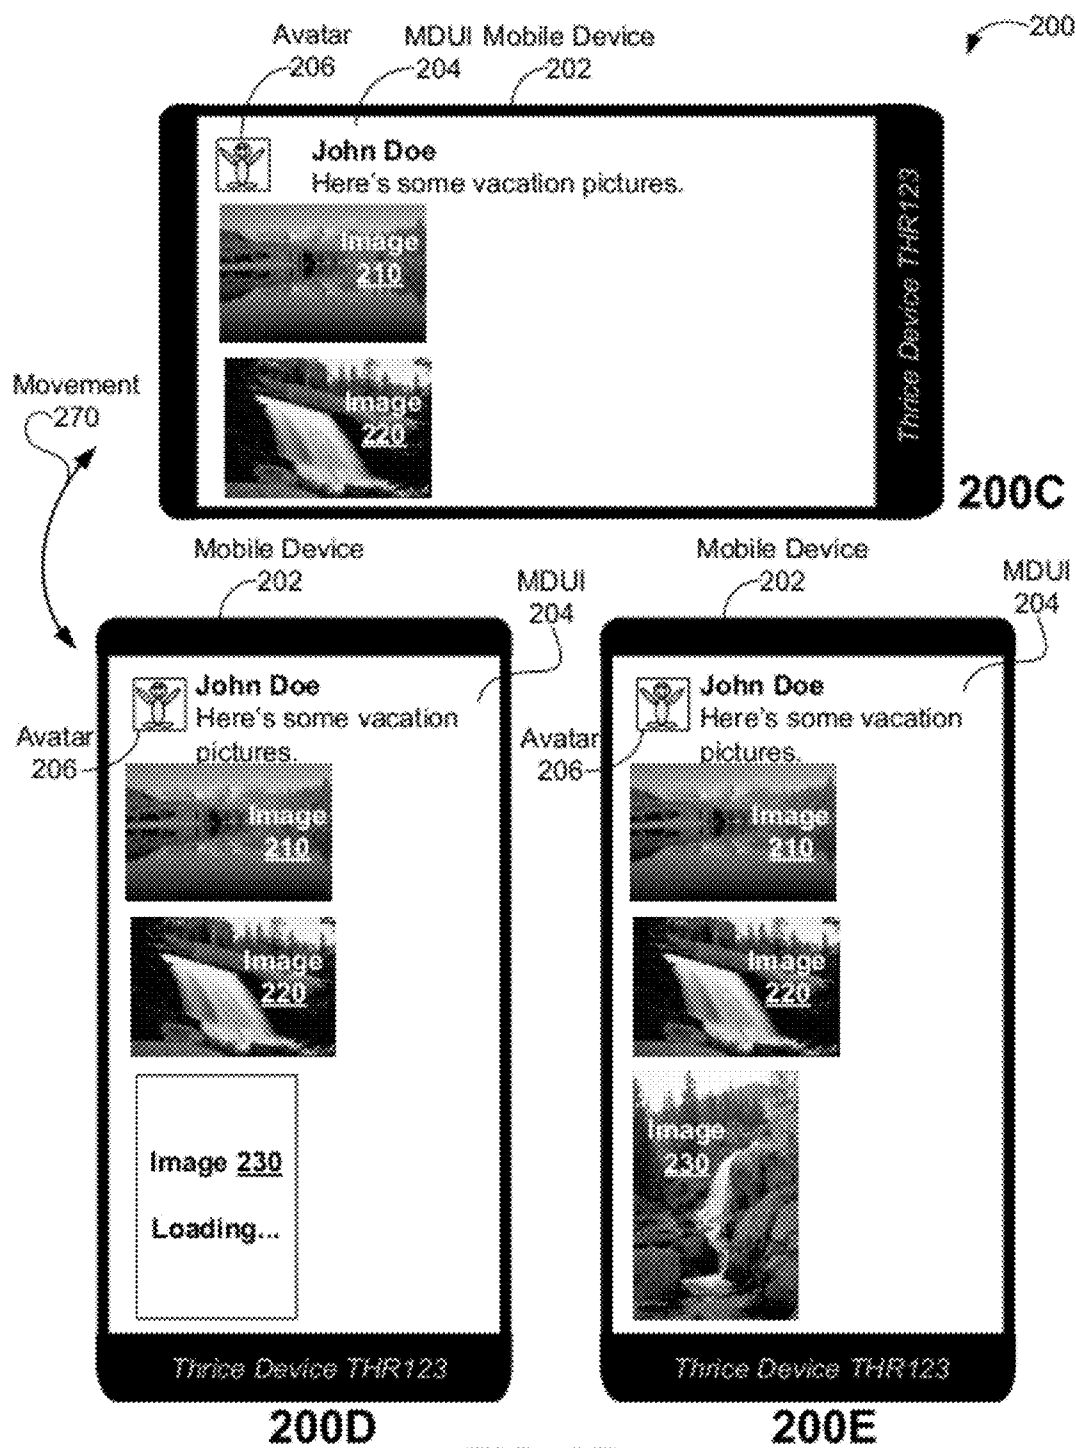 200
Avatar
206
MDUI
204
Mobile Device
202
John Doe
Here's some vacation pictures.
Image
210
Image
220
Thrice Device THR123
200C
Movement
270
Mobile Device
202
MDUI
204
John Doe
Here's some vacation
pictures.
Avatar
206
Image
210
Image
220
Image 230
Loading...
Thrice Device THR123
200D
Mobile Device
202
MDUI
204
John Doe
Here's some vacation
pictures.
Avatar
206
Image
210
Image
220
Image
230
Thrice Device THR123
200E